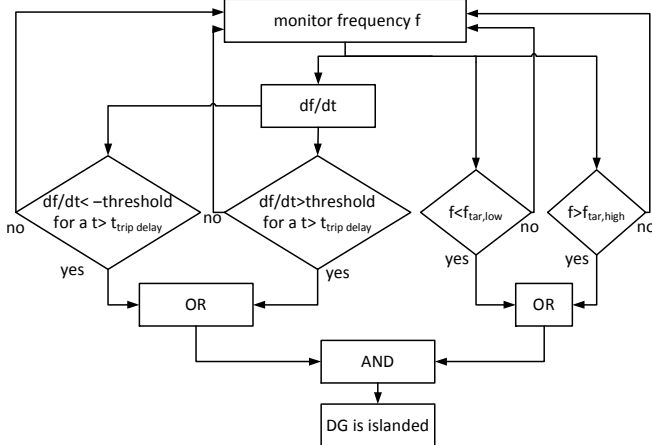 monitor frequency f
df/dt
df/dt< –threshold
for a t> t_trip delay
no
yes
df/dt>threshold
for a t> t_trip delay
no
yes
f<f_tar,low
no
yes
f>f_tar,high
no
yes
OR
OR
AND
DG is islanded